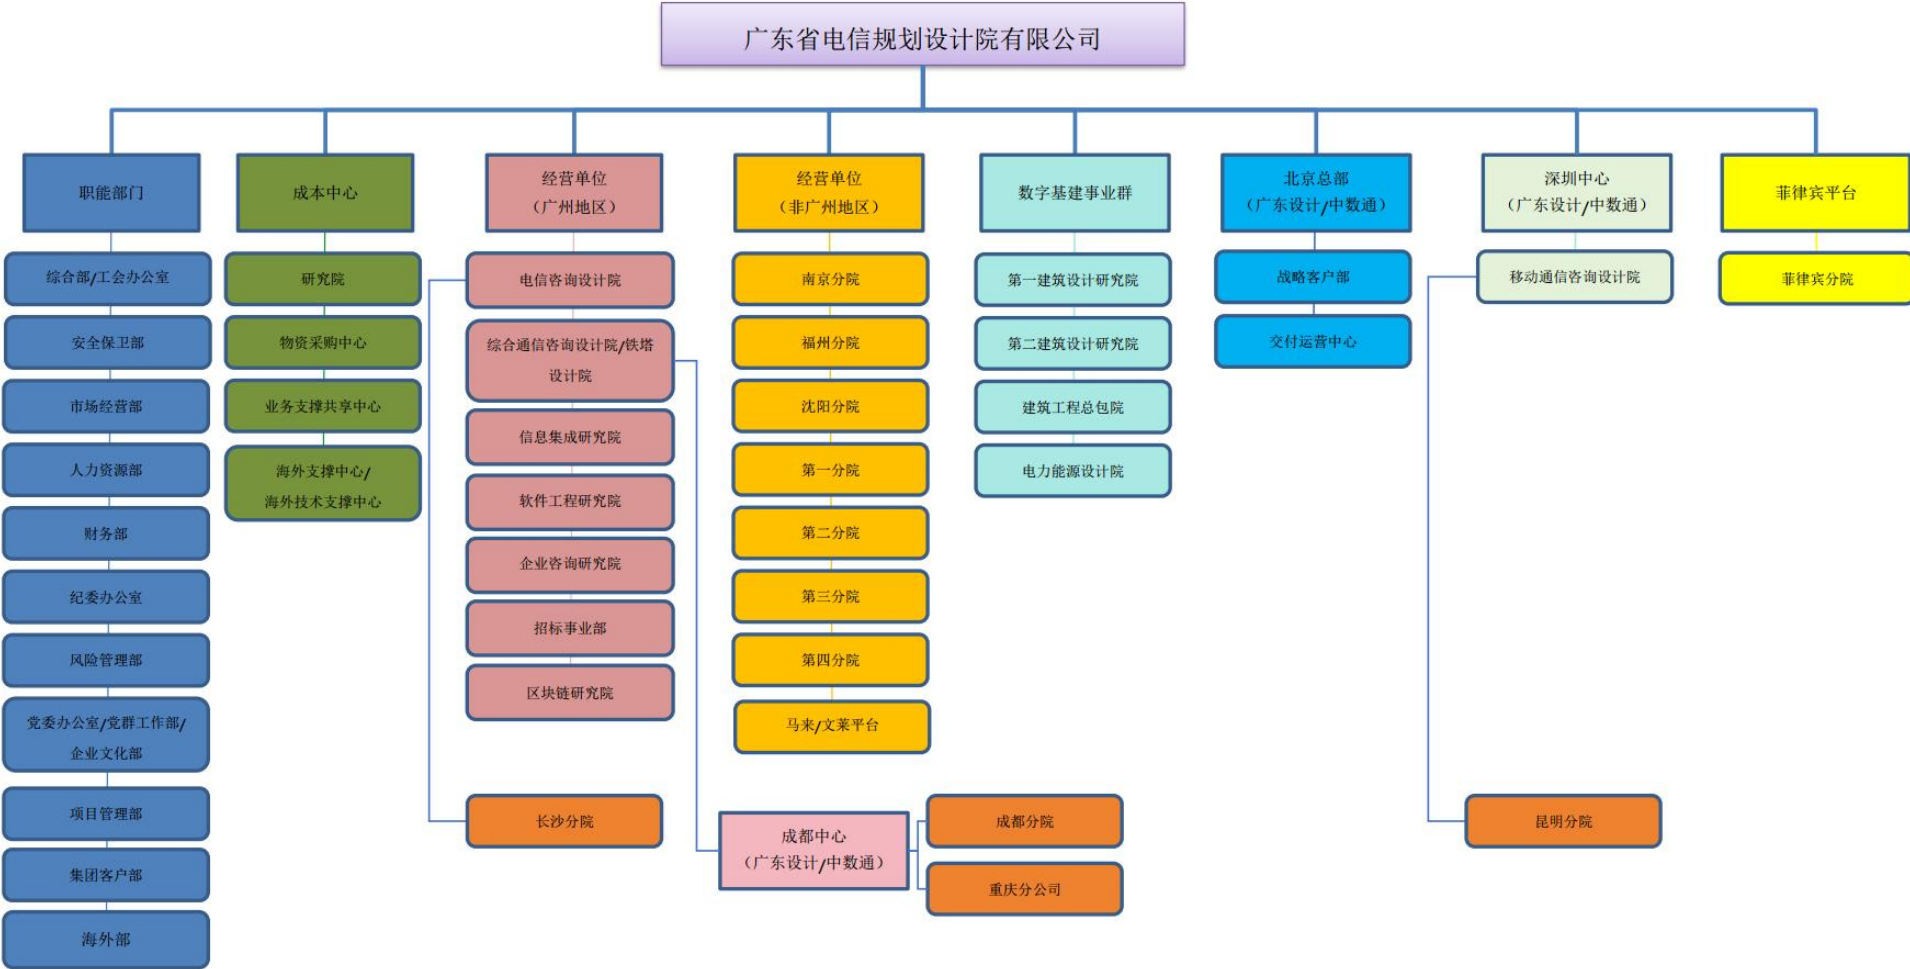 广东省电信规划设计院有限公司
职能部门
综合部/工会办公室
安全保卫部
市场经营部
人力资源部
财务部
纪委办公室
风险管理部
党委办公室/党群工作部/
企业文化部
项目管理部
集团客户部
海外部
成本中心
研究院
物资采购中心
业务支撑共享中心
海外支撑中心/
海外技术支撑中心
经营单位
（广州地区）
电信咨询设计院
综合通信咨询设计院/铁塔
设计院
信息集成研究院
软件工程研究院
企业咨询研究院
招标事业部
区块链研究院
长沙分院
经营单位
（非广州地区）
南京分院
福州分院
沈阳分院
第一分院
第二分院
第三分院
第四分院
马来/文莱平台
成都中心
（广东设计/中数通）
成都分院
重庆分公司
数字基建事业群
第一建筑设计研究院
第二建筑设计研究院
建筑工程总包院
电力能源设计院
北京总部
（广东设计/中数通）
战略客户部
交付运营中心
深圳中心
（广东设计/中数通）
移动通信咨询设计院
昆明分院
菲律宾平台
菲律宾分院